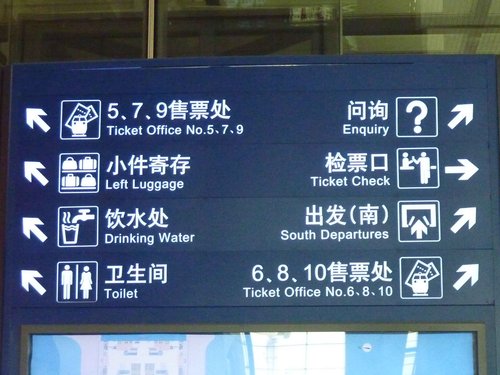 5、7、9售票处
Ticket Office No.5、7、9
小件寄存
Left Luggage
饮水处
Drinking Water
卫生间
Toilet
问询
Enquiry
检票口
Ticket Check
出发(南)
South Departures
6、8、10售票处
Ticket Office No.6、8、10